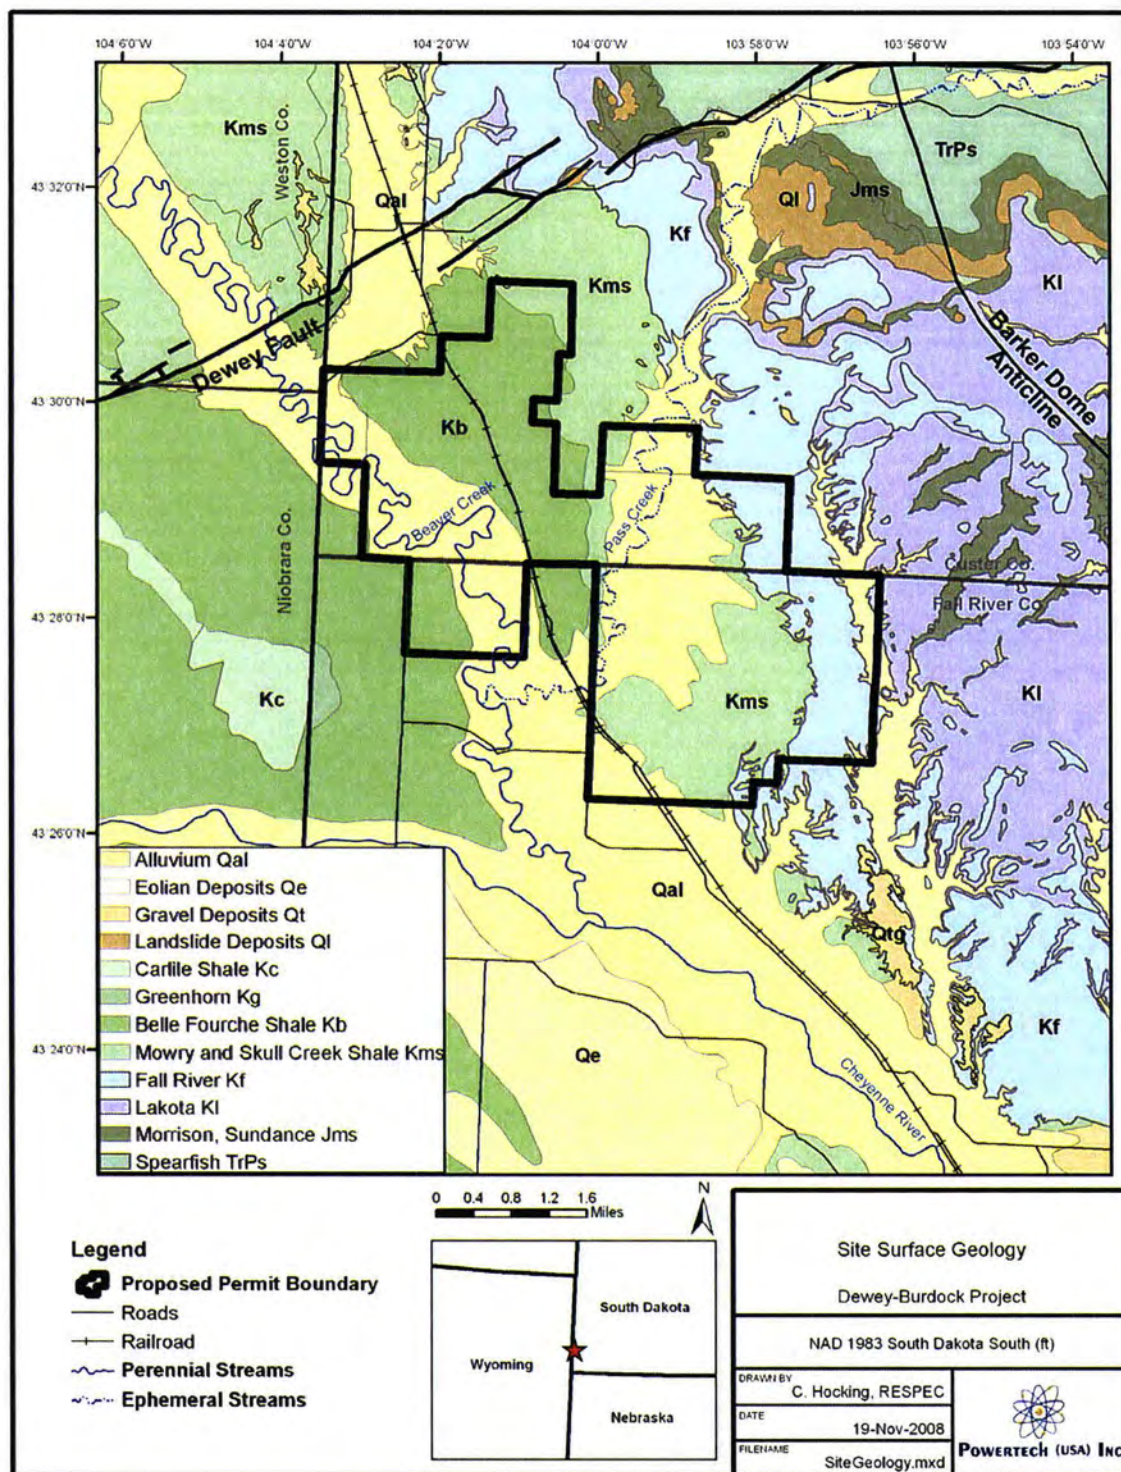 104 6'0"W 104 4'0"W 104 2'0"W 104 0'0"W 103 58'0"W 103 56'0"W 103 54'0"W
43 32'0"N
43 30'0"N
43 28'0"N
43 26'0"N
43 24'0"N
Kms
Weston Co.
Qal
Dewey Fault
Kf
Kms
Ql
Jms
TrPs
Kl
Barker Dome
Anticline
Kb
Beaver Creek
Pass Creek
Niobrara Co.
Custer Co.
Fall River Co.
Kc
Kms
Kl
Qal
Qtg
Qe
Kf
Cheyenne River
Alluvium Qal
Eolian Deposits Qe
Gravel Deposits Qt
Landslide Deposits Ql
Carlile Shale Kc
Greenhorn Kg
Belle Fourche Shale Kb
Mowry and Skull Creek Shale Kms
Fall River Kf
Lakota Kl
Morrison, Sundance Jms
Spearfish TrPs
0 0.4 0.8 1.2 1.6
Miles
N
Legend
Proposed Permit Boundary
Roads
Railroad
Perennial Streams
Ephemeral Streams
South Dakota
Wyoming
Nebraska
Site Surface Geology
Dewey-Burdock Project
NAD 1983 South Dakota South (ft)
DRAWN BY
C. Hocking, RESPEC
DATE
19-Nov-2008
FILENAME
SiteGeology.mxd
POWERTECH (USA) INC